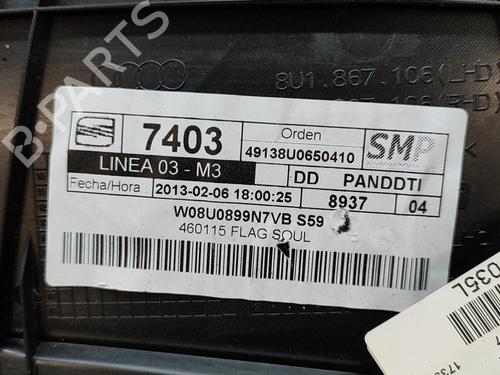 B-PARTS
8U1.867.106(LHD)
7403
Orden
49138U0650410
SMP
LINEA 03 - M3
DD PANDDTI
Fecha/Hora
2013-02-06 18:00:25
8937
04
W08U0899N7VB S59
460115 FLAG SOUL
035L